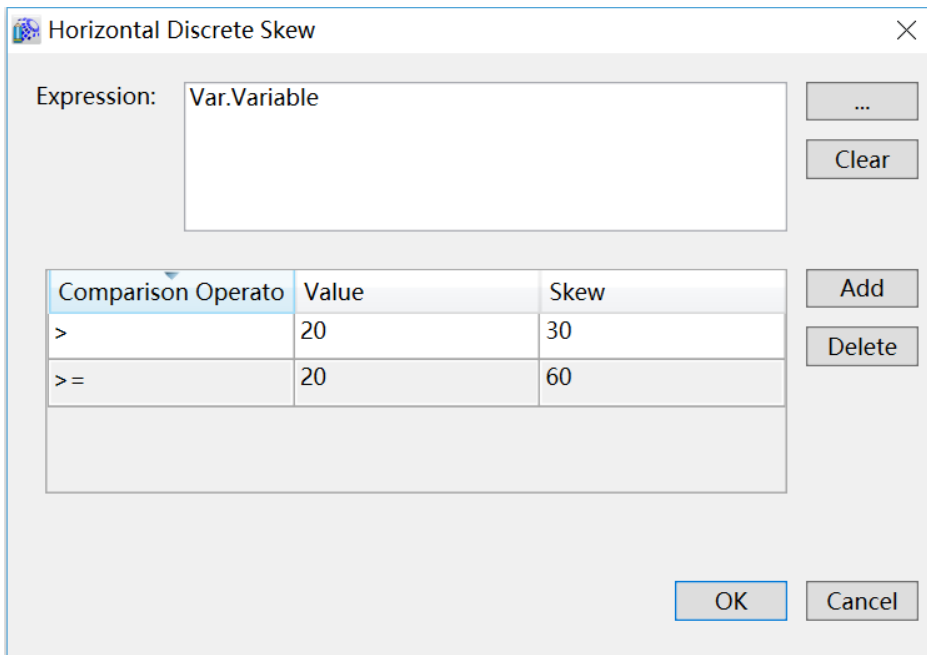 Horizontal Discrete Skew
Expression:
Var.Variable
...
Clear
Comparison Operato Value Skew
> 20 30
>= 20 60
Add
Delete
OK Cancel